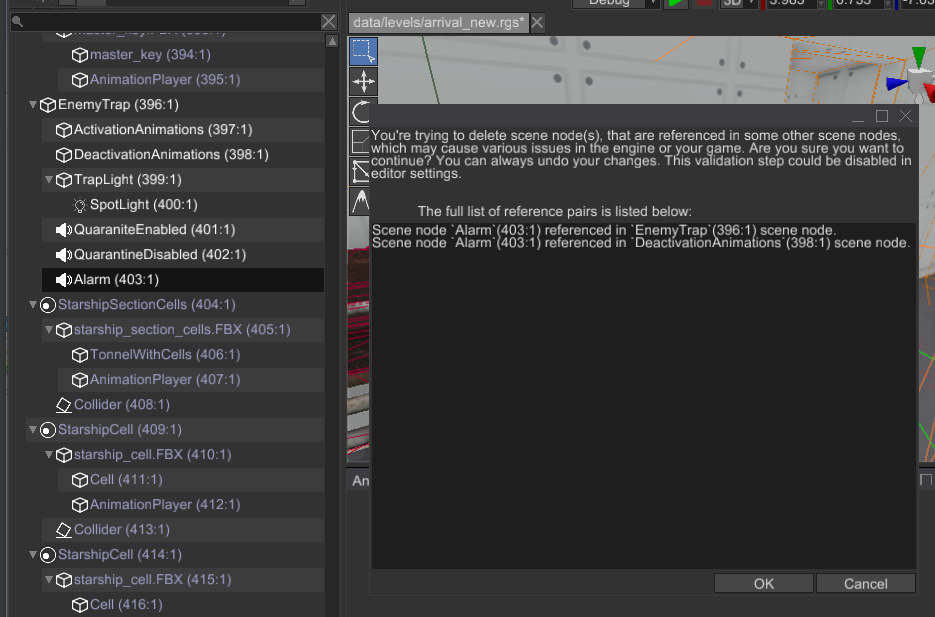 Debug
3D
data/levels/arrival_new.rgs*
master_key (394:1)
AnimationPlayer (395:1)
EnemyTrap (396:1)
ActivationAnimations (397:1)
DeactivationAnimations (398:1)
TrapLight (399:1)
SpotLight (400:1)
QuaraniteEnabled (401:1)
QuarantineDisabled (402:1)
Alarm (403:1)
StarshipSectionCells (404:1)
starship_section_cells.FBX (405:1)
TonnelWithCells (406:1)
AnimationPlayer (407:1)
Collider (408:1)
StarshipCell (409:1)
starship_cell.FBX (410:1)
Cell (411:1)
AnimationPlayer (412:1)
Collider (413:1)
StarshipCell (414:1)
starship_cell.FBX (415:1)
Cell (416:1)
You're trying to delete scene node(s), that are referenced in some other scene nodes,
which may cause various issues in the engine or your game. Are you sure you want to
continue? You can always undo your changes. This validation step could be disabled in
editor settings.
The full list of reference pairs is listed below:
Scene node `Alarm`(403:1) referenced in `EnemyTrap`(396:1) scene node.
Scene node `Alarm`(403:1) referenced in `DeactivationAnimations`(398:1) scene node.
An
OK
Cancel